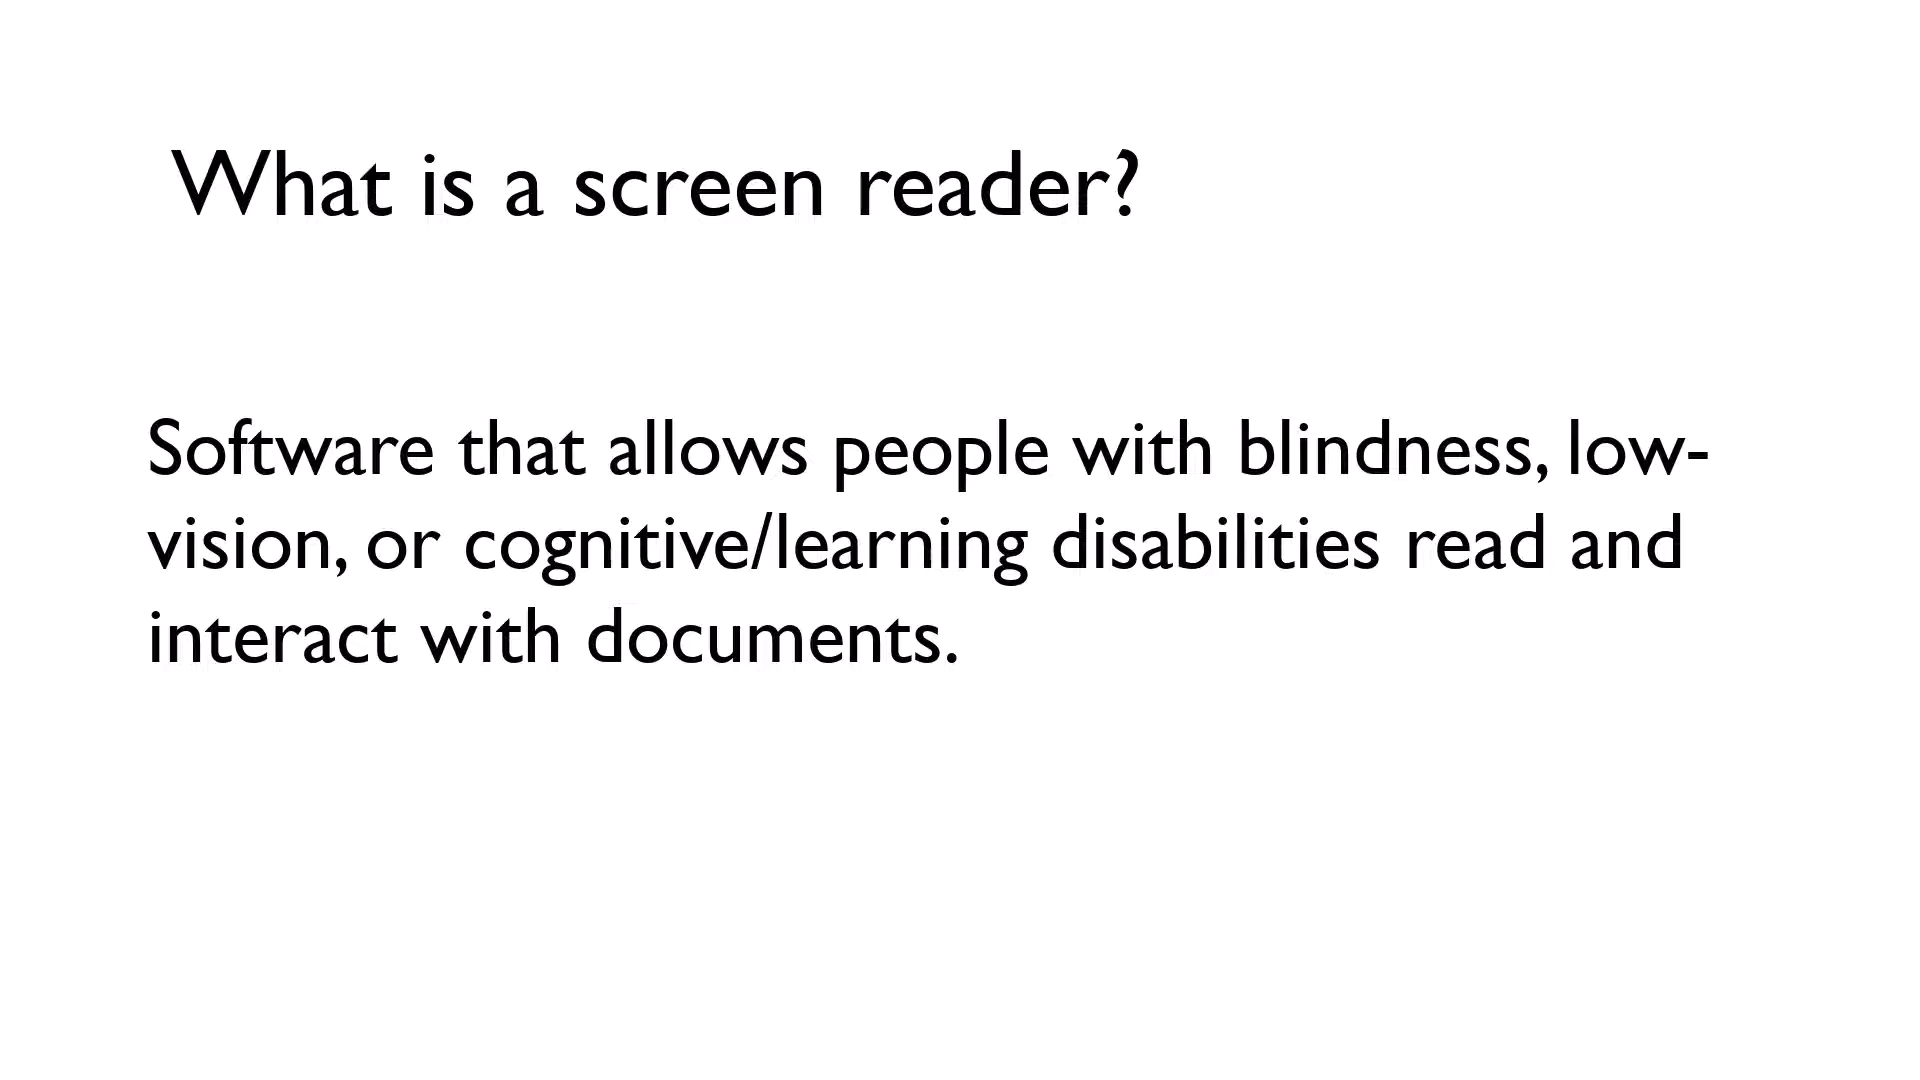 What is a screen reader?
Software that allows people with blindness, low-
vision, or cognitive/learning disabilities read and
interact with documents.